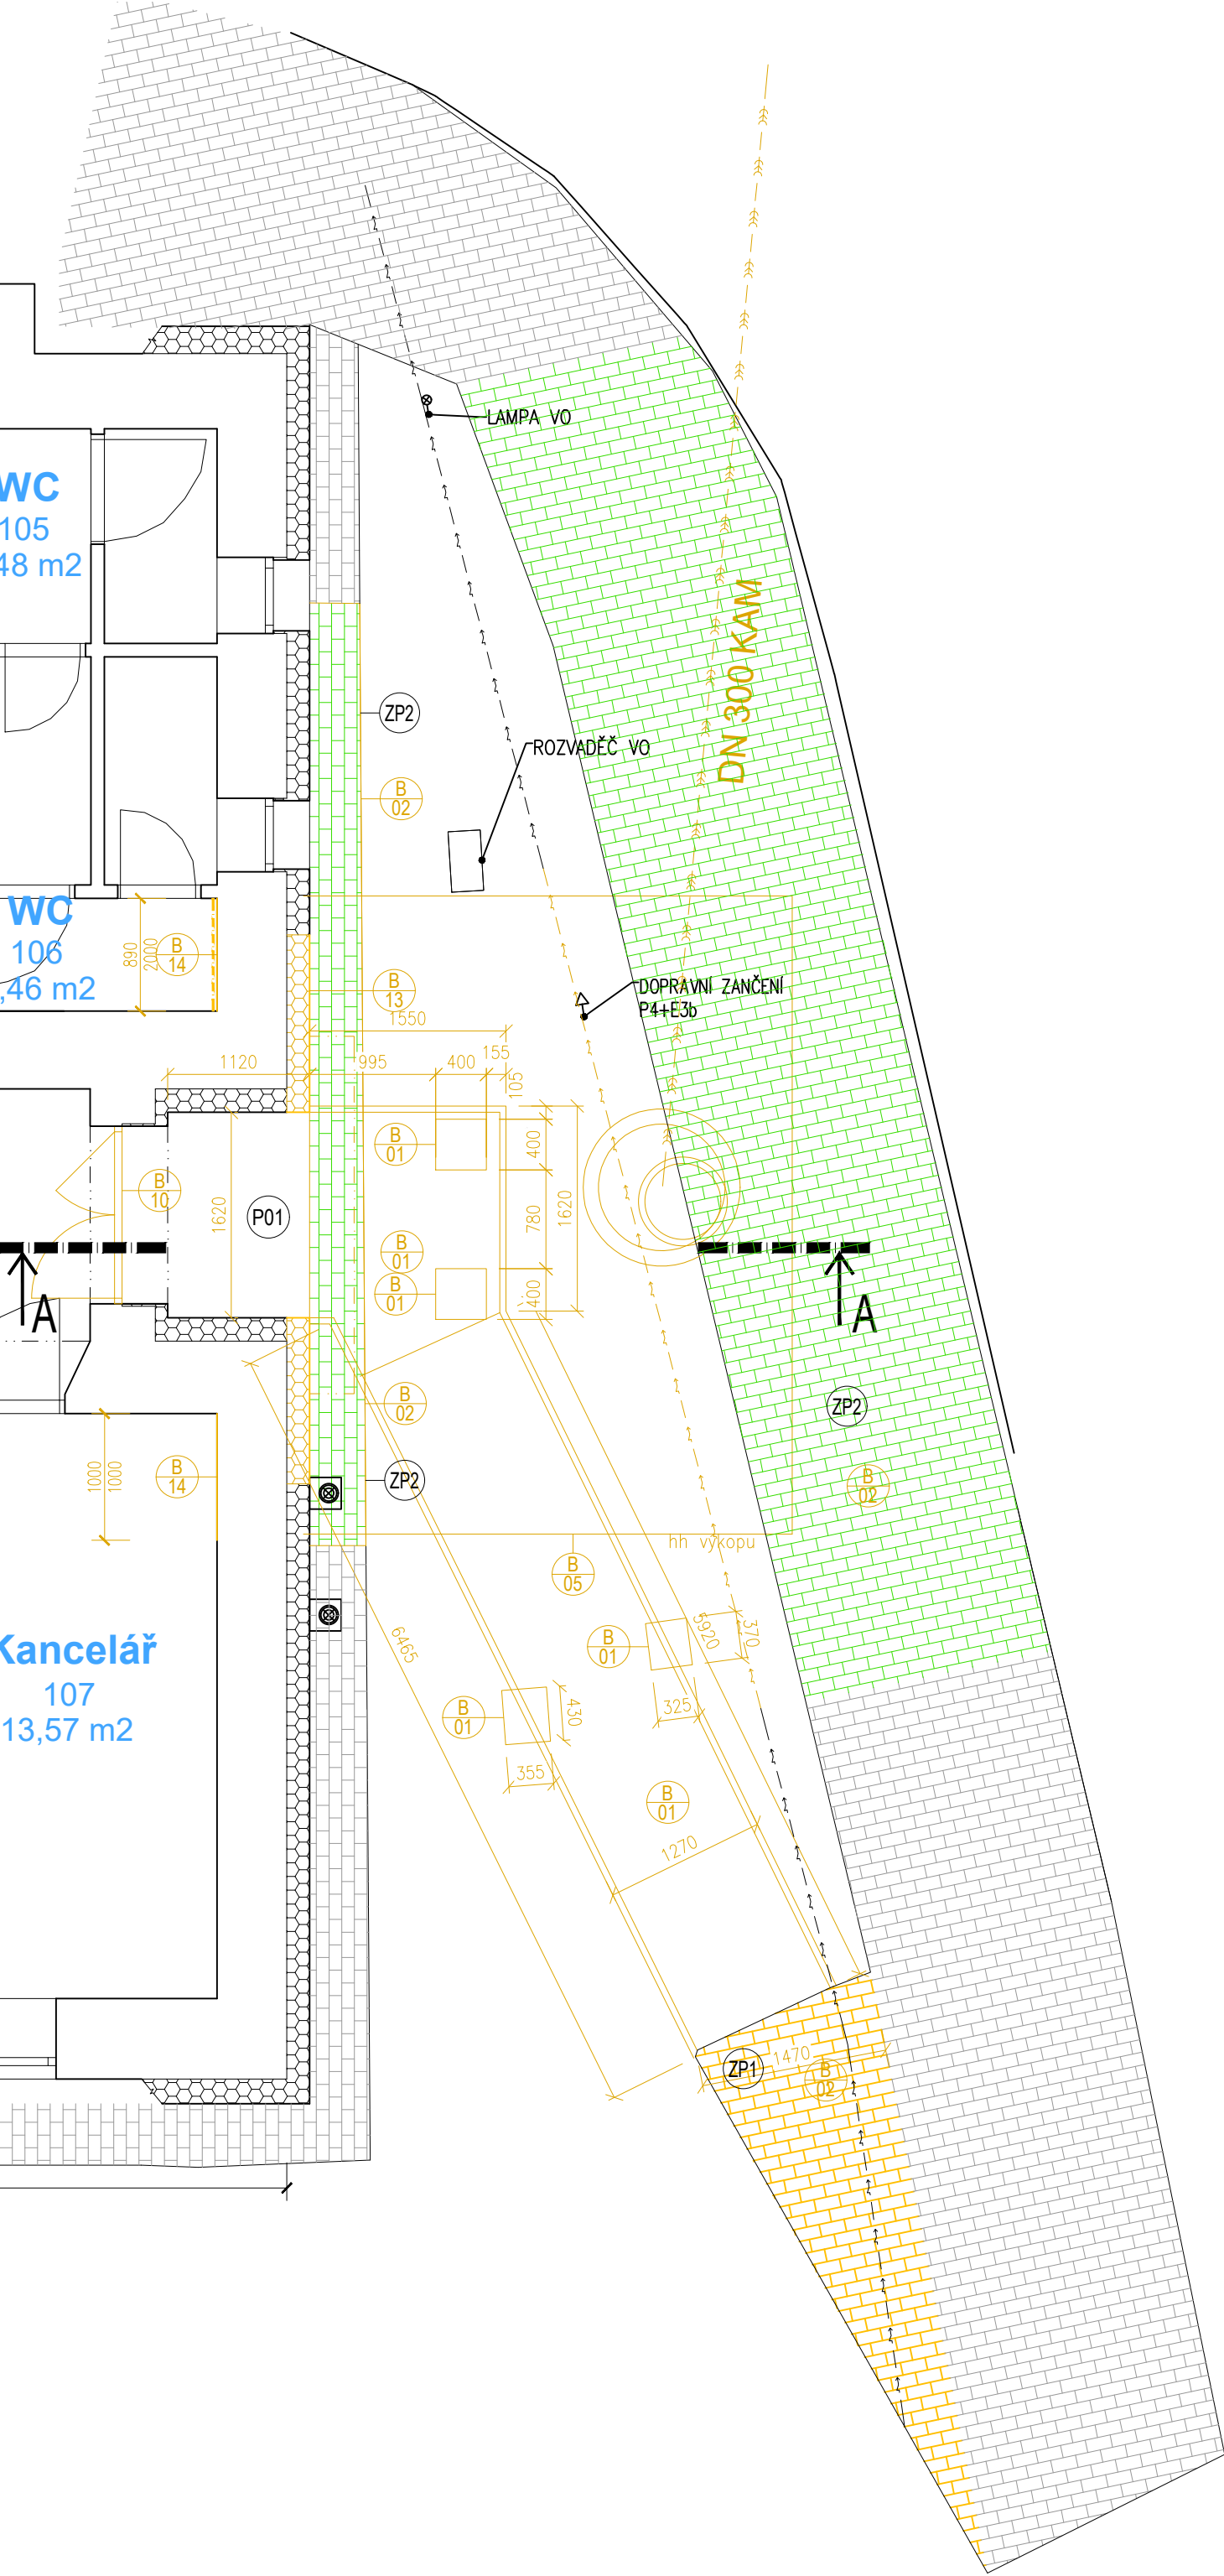 LAMPA VO
WC
105
48 m2
DN 300 KAM
ZP2
ROZVADĚČ VO
B
02
WC
106
,46 m2
890
2000
B
14
DOPRAVNÍ ZANČENÍ
P4+E3b
B
13
1550
155
1120
995
400
105
B
01
400
B
10
1620
P01
780
1620
B
01
B
01
400
A
A
B
02
ZP2
1000
1000
B
14
ZP2
B
02
hh výkopu
B
05
6465
B
01
5920
370
Kancelář
107
13,57 m2
B
01
430
325
355
B
01
1270
ZP1
1470
B
02